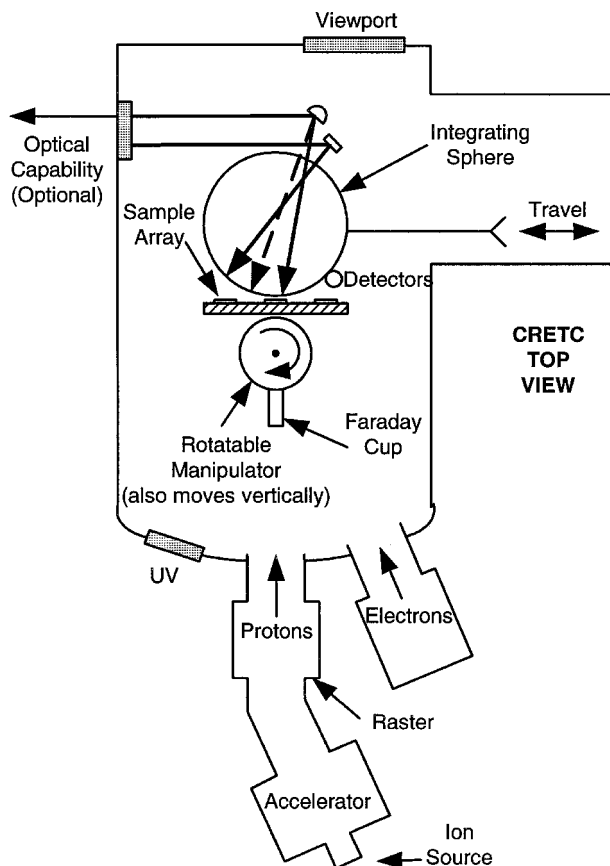 Viewport
Optical
Capability
(Optional)
Integrating
Sphere
Sample
Array
Travel
Detectors
CRETC
TOP
VIEW
Faraday
Cup
Rotatable
Manipulator
(also moves vertically)
UV
Protons
Electrons
Raster
Accelerator
Ion
Source